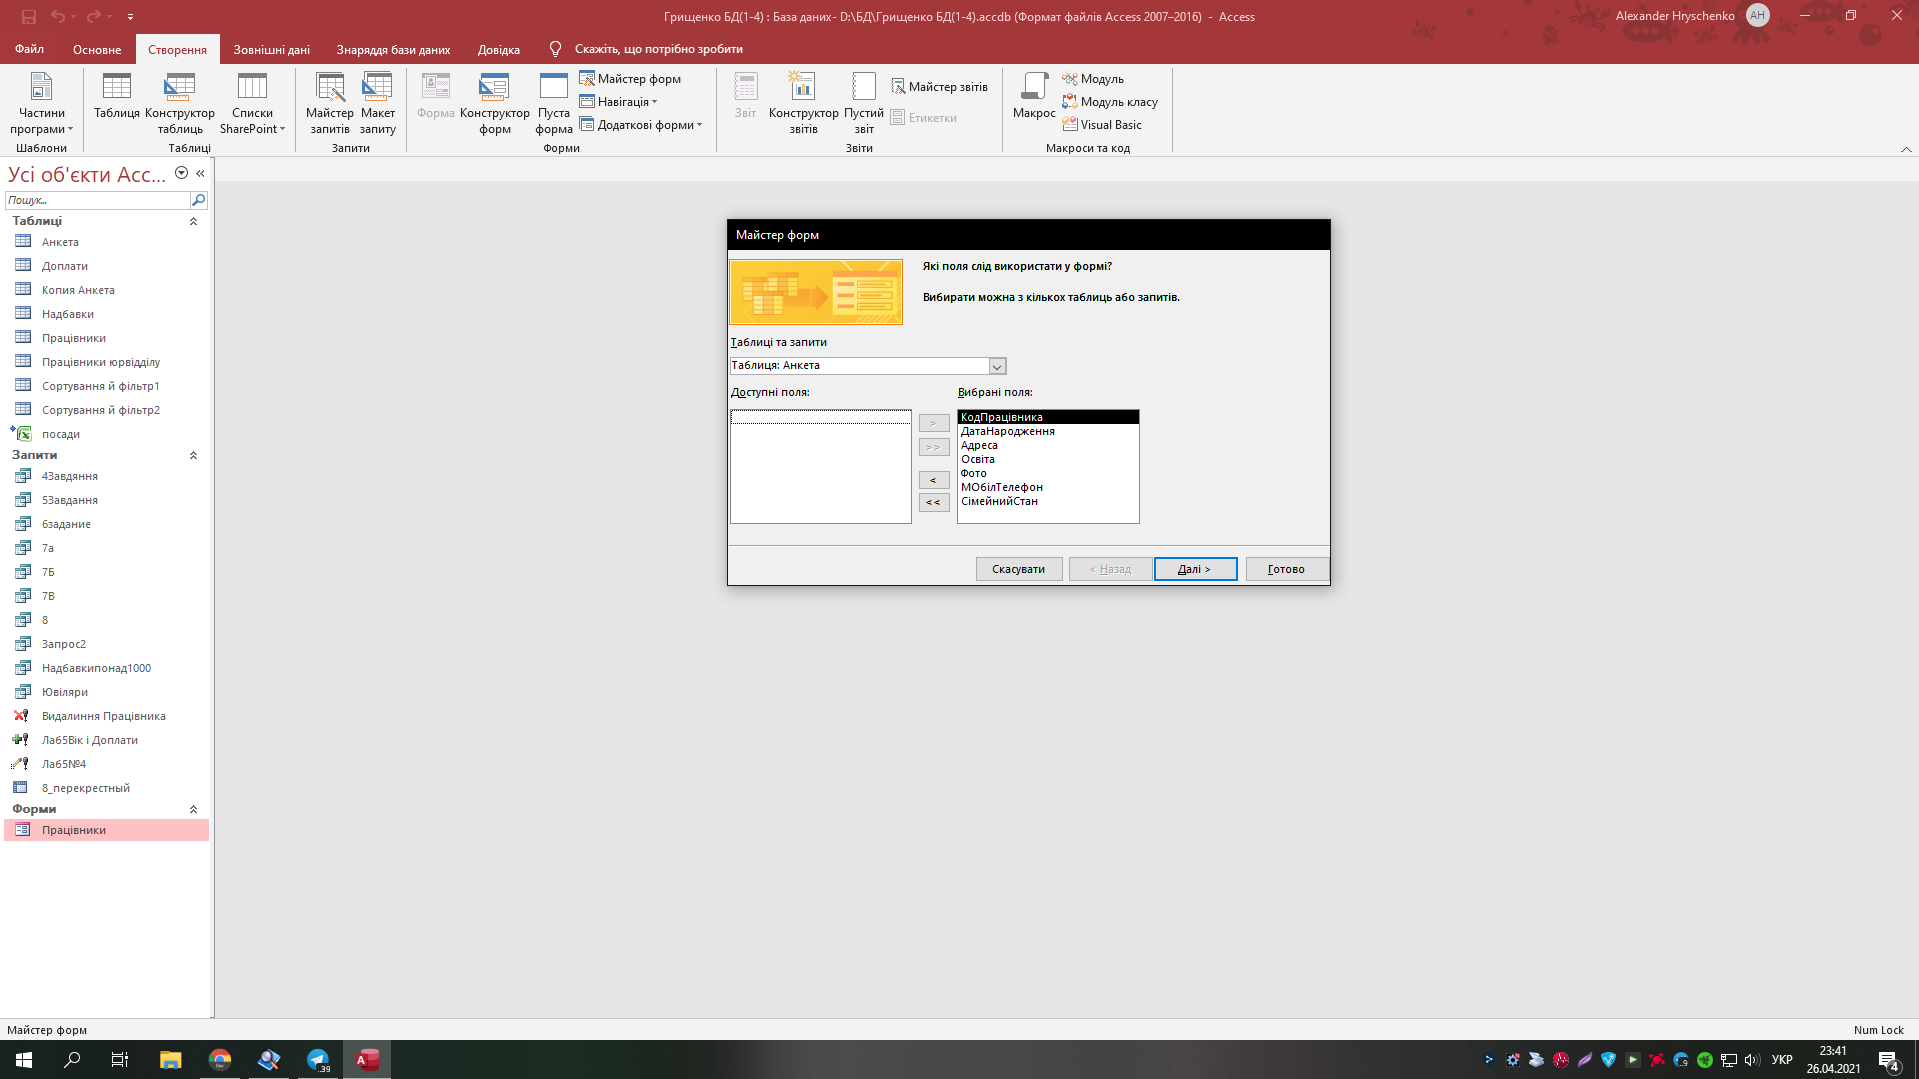 Грищенко БД(1-4) : База даних- D:\БД\Грищенко БД(1-4).accdb (Формат файлів Access 2007–2016)  -  Access
Alexander Hryschenko
AH
Файл
Основне
Створення
Зовнішні дані
Знаряддя бази даних
Довідка
Скажіть, що потрібно зробити
Частини програми
Таблиця
Конструктор таблиць
Списки SharePoint
Майстер запитів
Макет запиту
Форма
Конструктор форм
Пуста форма
Майстер форм
Навігація
Додаткові форми
Звіт
Конструктор звітів
Пустий звіт
Майстер звітів
Етикетки
Макрос
Модуль
Модуль класу
Visual Basic
Шаблони
Таблиці
Запити
Форми
Звіти
Макроси та код
Усі об'єкти Acc...
Пошук...
Таблиці
Анкета
Доплати
Копия Анкета
Надбавки
Працівники
Працівники юрвідділу
Сортування й фільтр1
Сортування й фільтр2
посади
Запити
4Завдяння
5Завдання
6задание
7а
7Б
7В
8
Запрос2
Надбавкипонад1000
Ювіляри
Видалиння Працівника
Лаб5Вік і Доплати
Лаб5№4
8_перекрестный
Форми
Працівники
Майстер форм
Які поля слід використати у формі?
Вибирати можна з кількох таблиць або запитів.
Таблиці та запити
Таблиця: Анкета
Доступні поля:
Вибрані поля:
>
>>
<
<<
КодПрацівника
ДатаНародження
Адреса
Освіта
Фото
МОбілТелефон
СімейнийСтан
Скасувати
< Назад
Далі >
Готово
Майстер форм
Num Lock
.39
УКР
23:41
26.04.2021
4